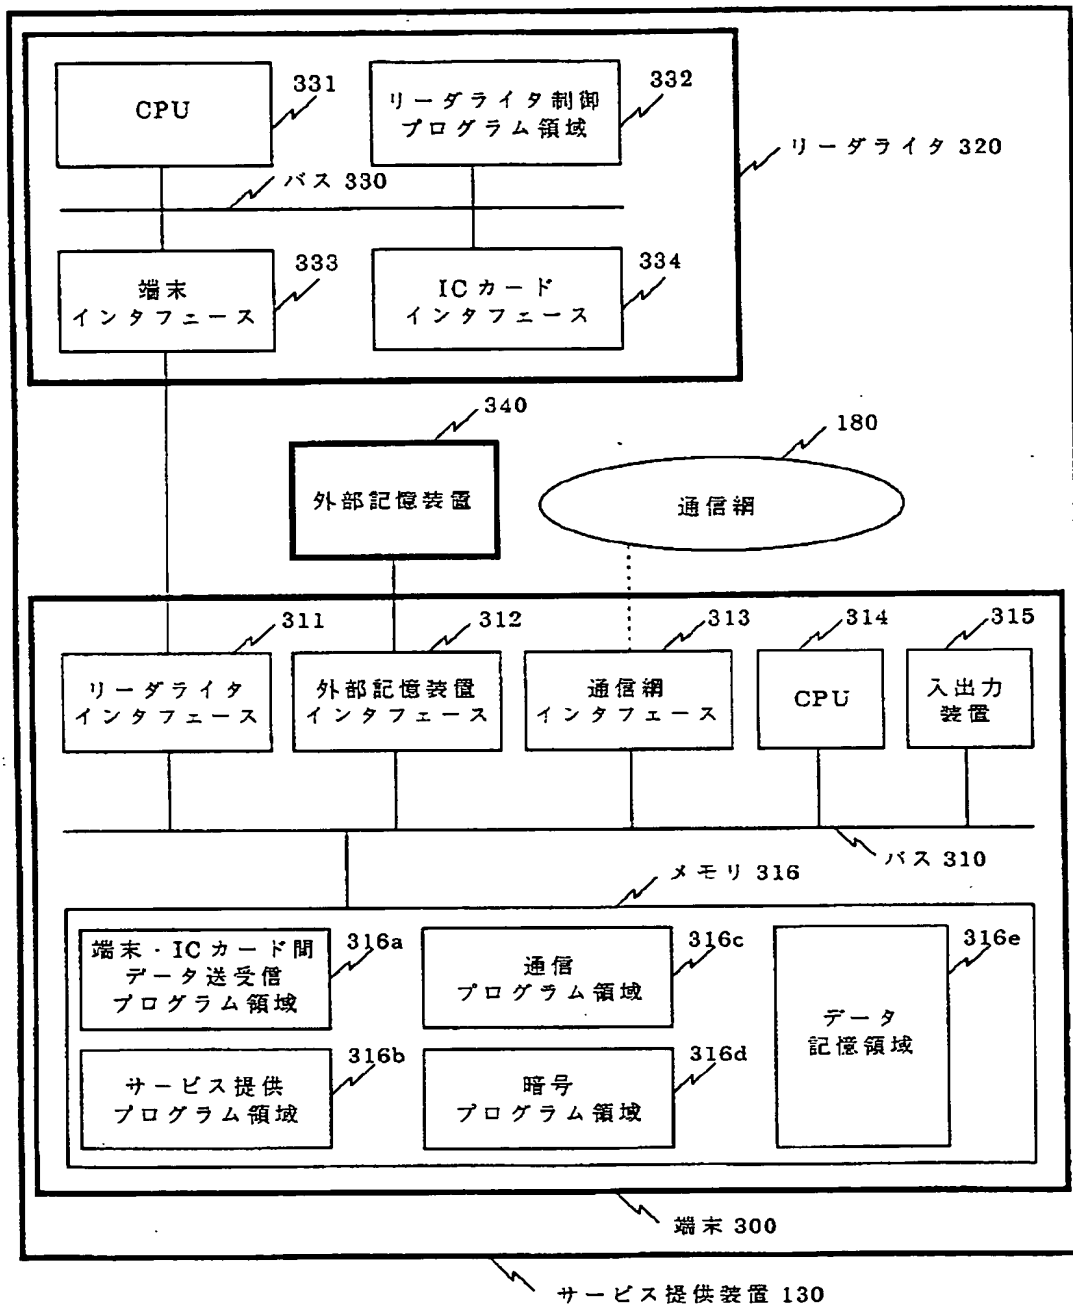 331
332
CPU
リーダライタ制御
プログラム領域
リーダライタ 320
バス 330
333
334
端末
インタフェース
ICカード
インタフェース
340
180
外部記憶装置
通信網
311
312
313
314
315
リーダライタ
インタフェース
外部記憶装置
インタフェース
通信網
インタフェース
CPU
入出力
装置
バス 310
メモリ 316
端末・ICカード間
データ送受信
プログラム領域
316a
通信
プログラム領域
316c
データ
記憶領域
316e
サービス提供
プログラム領域
316b
暗号
プログラム領域
316d
端末 300
サービス提供装置 130